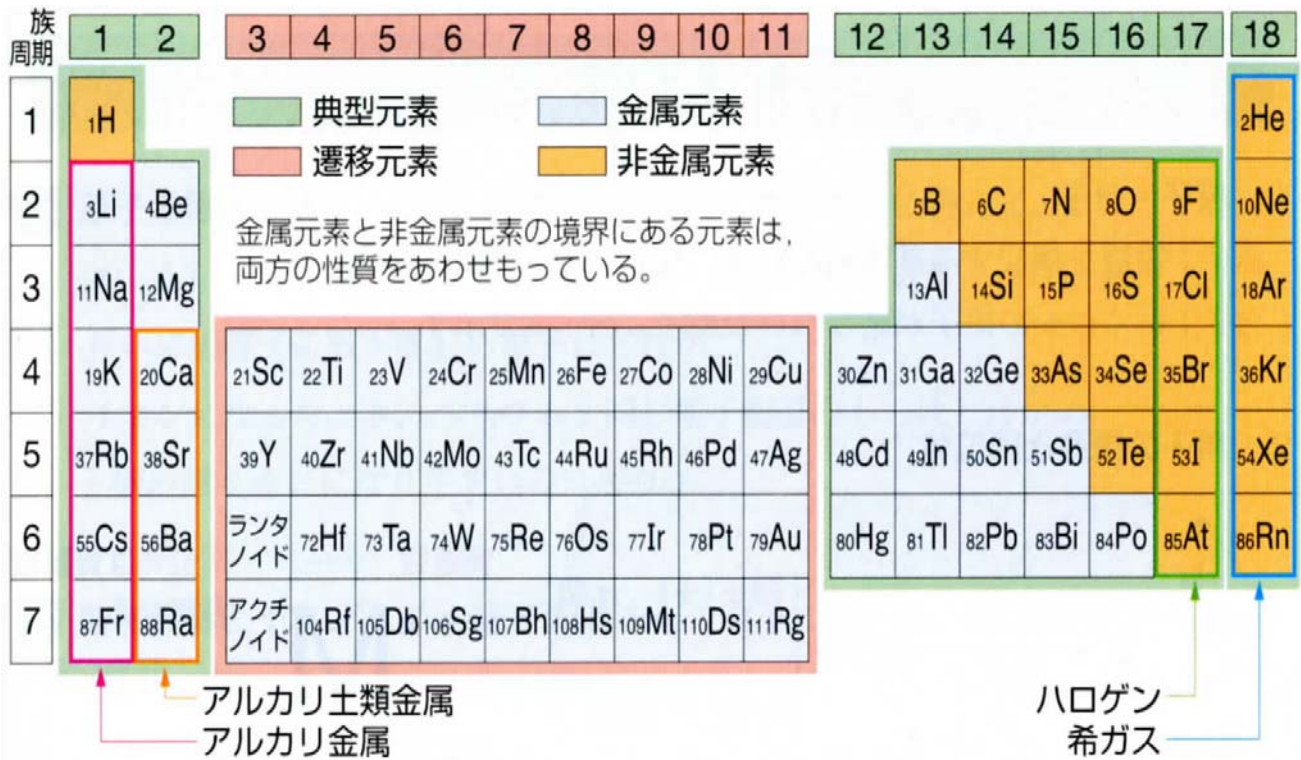 族
周期
1 2 3 4 5 6 7 8 9 10 11 12 13 14 15 16 17 18
1 1H 2He
典型元素 金属元素
遷移元素 非金属元素
2 3Li 4Be 5B 6C 7N 8O 9F 10Ne
金属元素と非金属元素の境界にある元素は,
両方の性質をあわせもっている。
3 11Na 12Mg 13Al 14Si 15P 16S 17Cl 18Ar
4 19K 20Ca 21Sc 22Ti 23V 24Cr 25Mn 26Fe 27Co 28Ni 29Cu 30Zn 31Ga 32Ge 33As 34Se 35Br 36Kr
5 37Rb 38Sr 39Y 40Zr 41Nb 42Mo 43Tc 44Ru 45Rh 46Pd 47Ag 48Cd 49In 50Sn 51Sb 52Te 53I 54Xe
6 55Cs 56Ba ランタ
ノイド 72Hf 73Ta 74W 75Re 76Os 77Ir 78Pt 79Au 80Hg 81Tl 82Pb 83Bi 84Po 85At 86Rn
7 87Fr 88Ra アクチ
ノイド 104Rf 105Db 106Sg 107Bh 108Hs 109Mt 110Ds 111Rg
アルカリ土類金属 ハロゲン
アルカリ金属 希ガス